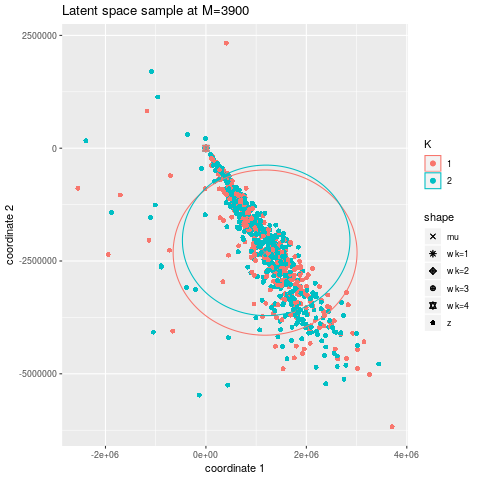 Latent space sample at M=3900
2500000
0
-2500000
-5000000
-2e+06
0e+00
2e+06
4e+06
coordinate 1
coordinate 2
K
1
2
shape
mu
w k=1
w k=2
w k=3
w k=4
z